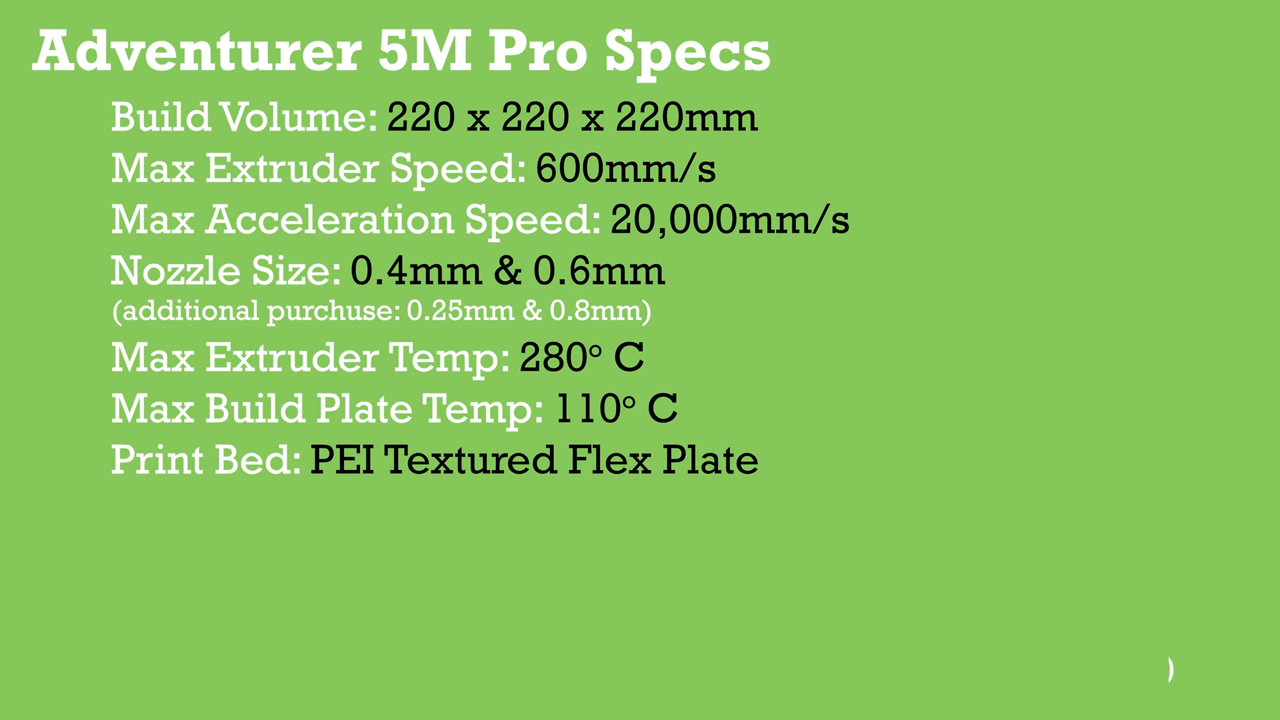 Adventurer 5M Pro Specs
Build Volume: 220 x 220 x 220mm
Max Extruder Speed: 600mm/s
Max Acceleration Speed: 20,000mm/s
Nozzle Size: 0.4mm & 0.6mm
(additional purchuse: 0.25mm & 0.8mm)
Max Extruder Temp: 280° C
Max Build Plate Temp: 110° C
Print Bed: PEI Textured Flex Plate
)